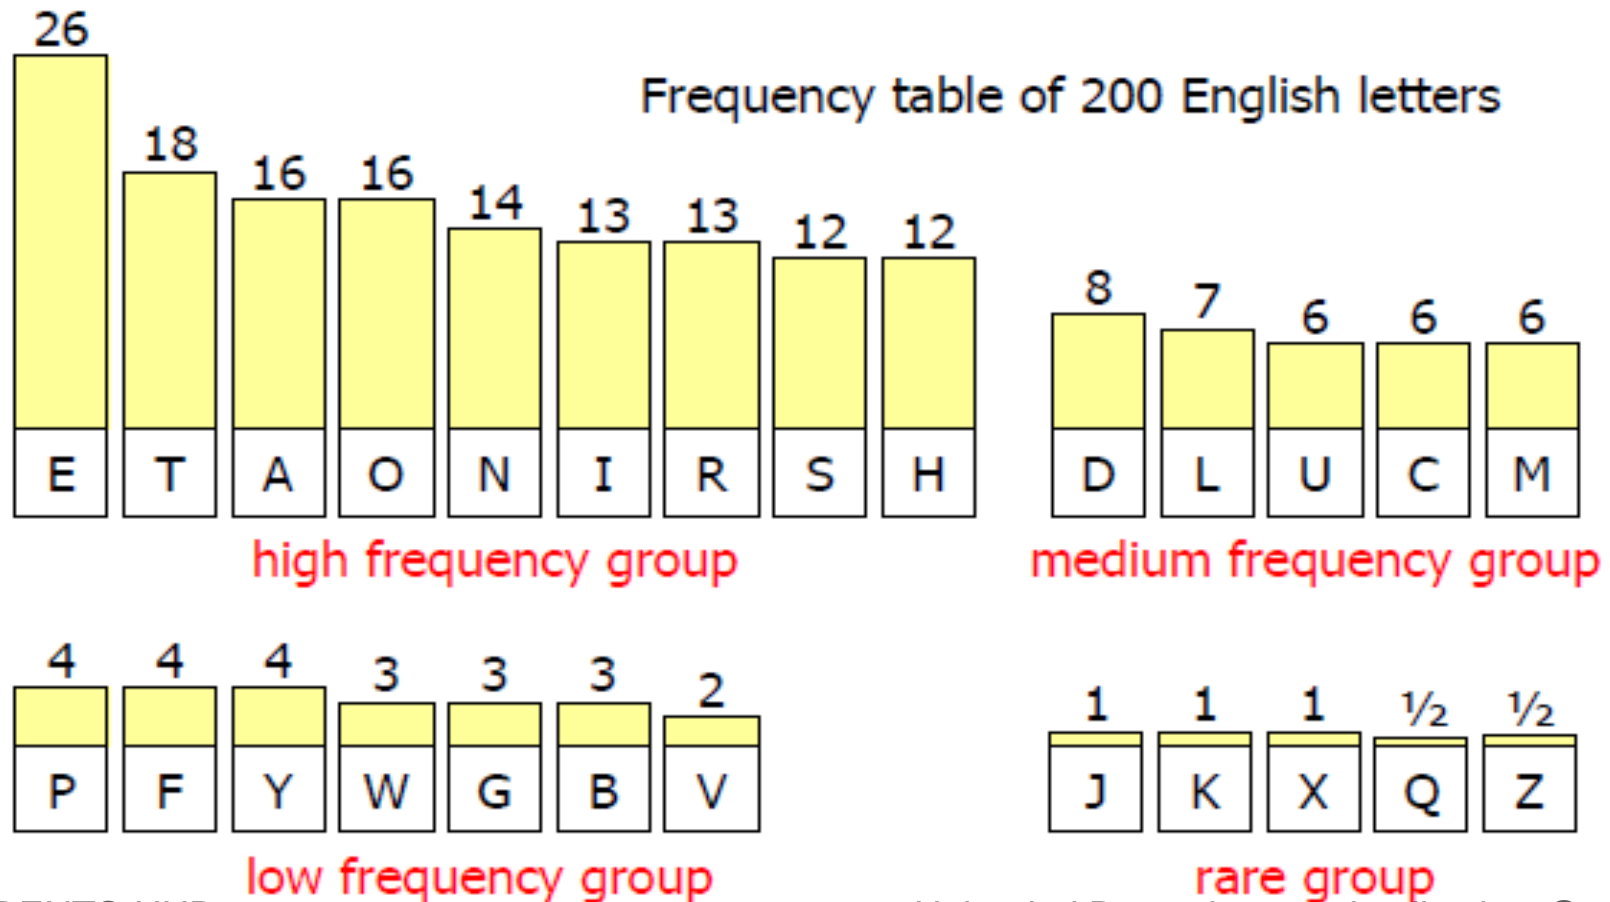 26
Frequency table of 200 English letters
18 16 16 14 13 13 12 12
8 7 6 6 6
E T A O N I R S H
D L U C M
high frequency group
medium frequency group
4 4 4 3 3 3 2
1 1 1 ½ ½
P F Y W G B V
J K X Q Z
low frequency group
rare group